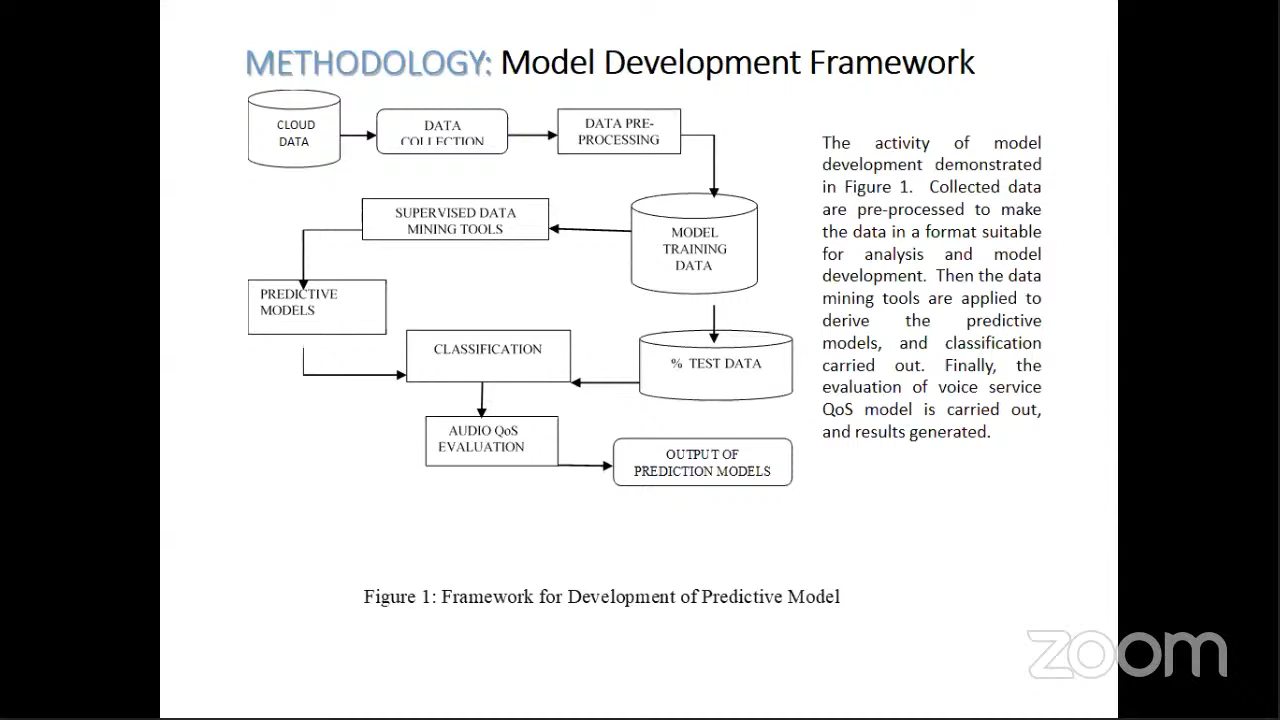 METHODOLOGY: Model Development Framework
CLOUD
DATA
DATA
COLLECTION
DATA PRE-
PROCESSING
SUPERVISED DATA
MINING TOOLS
MODEL
TRAINING
DATA
PREDICTIVE
MODELS
CLASSIFICATION
% TEST DATA
AUDIO QoS
EVALUATION
OUTPUT OF
PREDICTION MODELS
The activity of model
development demonstrated
in Figure 1. Collected data
are pre-processed to make
the data in a format suitable
for analysis and model
development. Then the data
mining tools are applied to
derive the predictive
models, and classification
carried out. Finally, the
evaluation of voice service
QoS model is carried out,
and results generated.
Figure 1: Framework for Development of Predictive Model
zoom